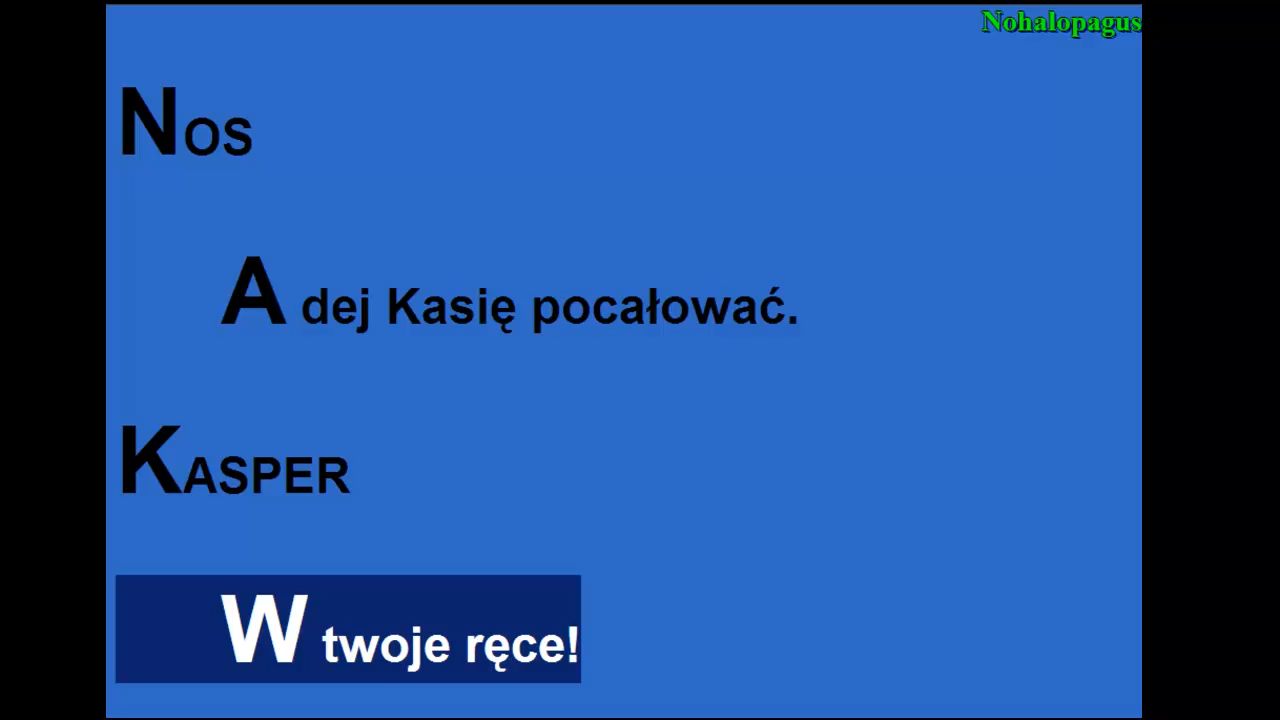 Nohalopagus
Nos
A dej Kasię pocałować.
KASPER
W twoje ręce!